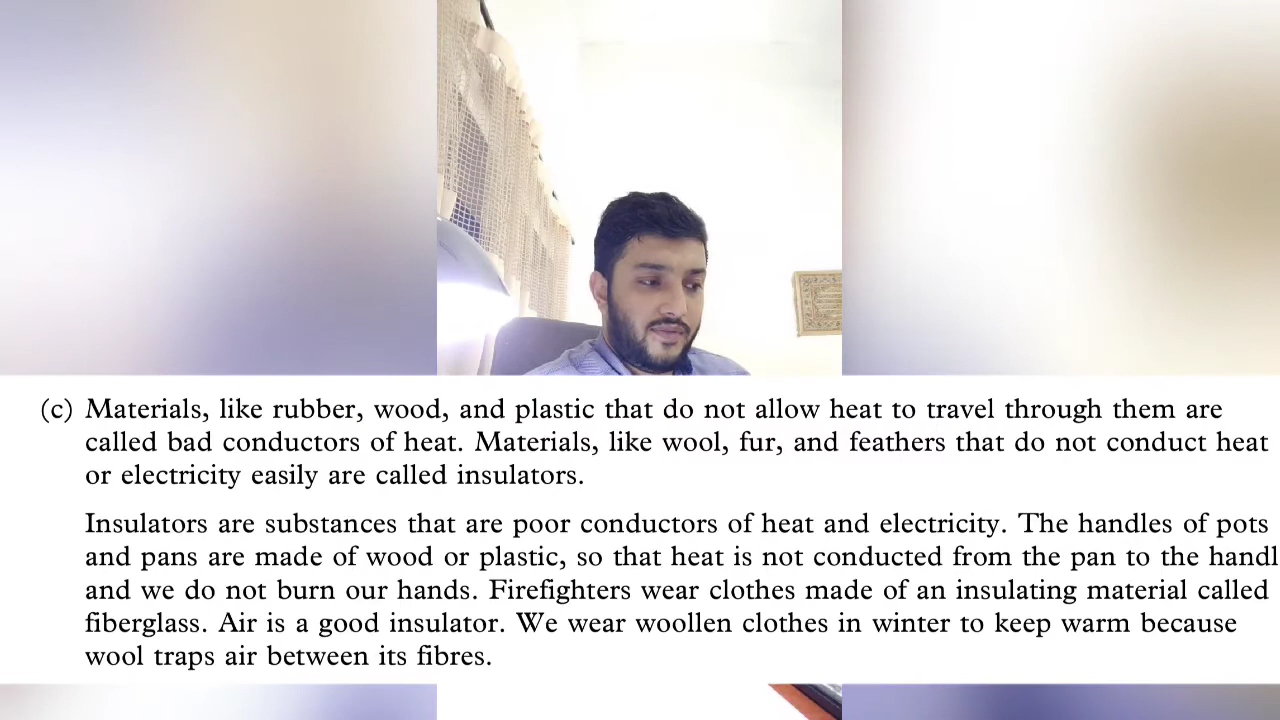 (c) Materials, like rubber, wood, and plastic that do not allow heat to travel through them are
called bad conductors of heat. Materials, like wool, fur, and feathers that do not conduct heat
or electricity easily are called insulators.
Insulators are substances that are poor conductors of heat and electricity. The handles of pots
and pans are made of wood or plastic, so that heat is not conducted from the pan to the handl
and we do not burn our hands. Firefighters wear clothes made of an insulating material called
fiberglass. Air is a good insulator. We wear woollen clothes in winter to keep warm because
wool traps air between its fibres.